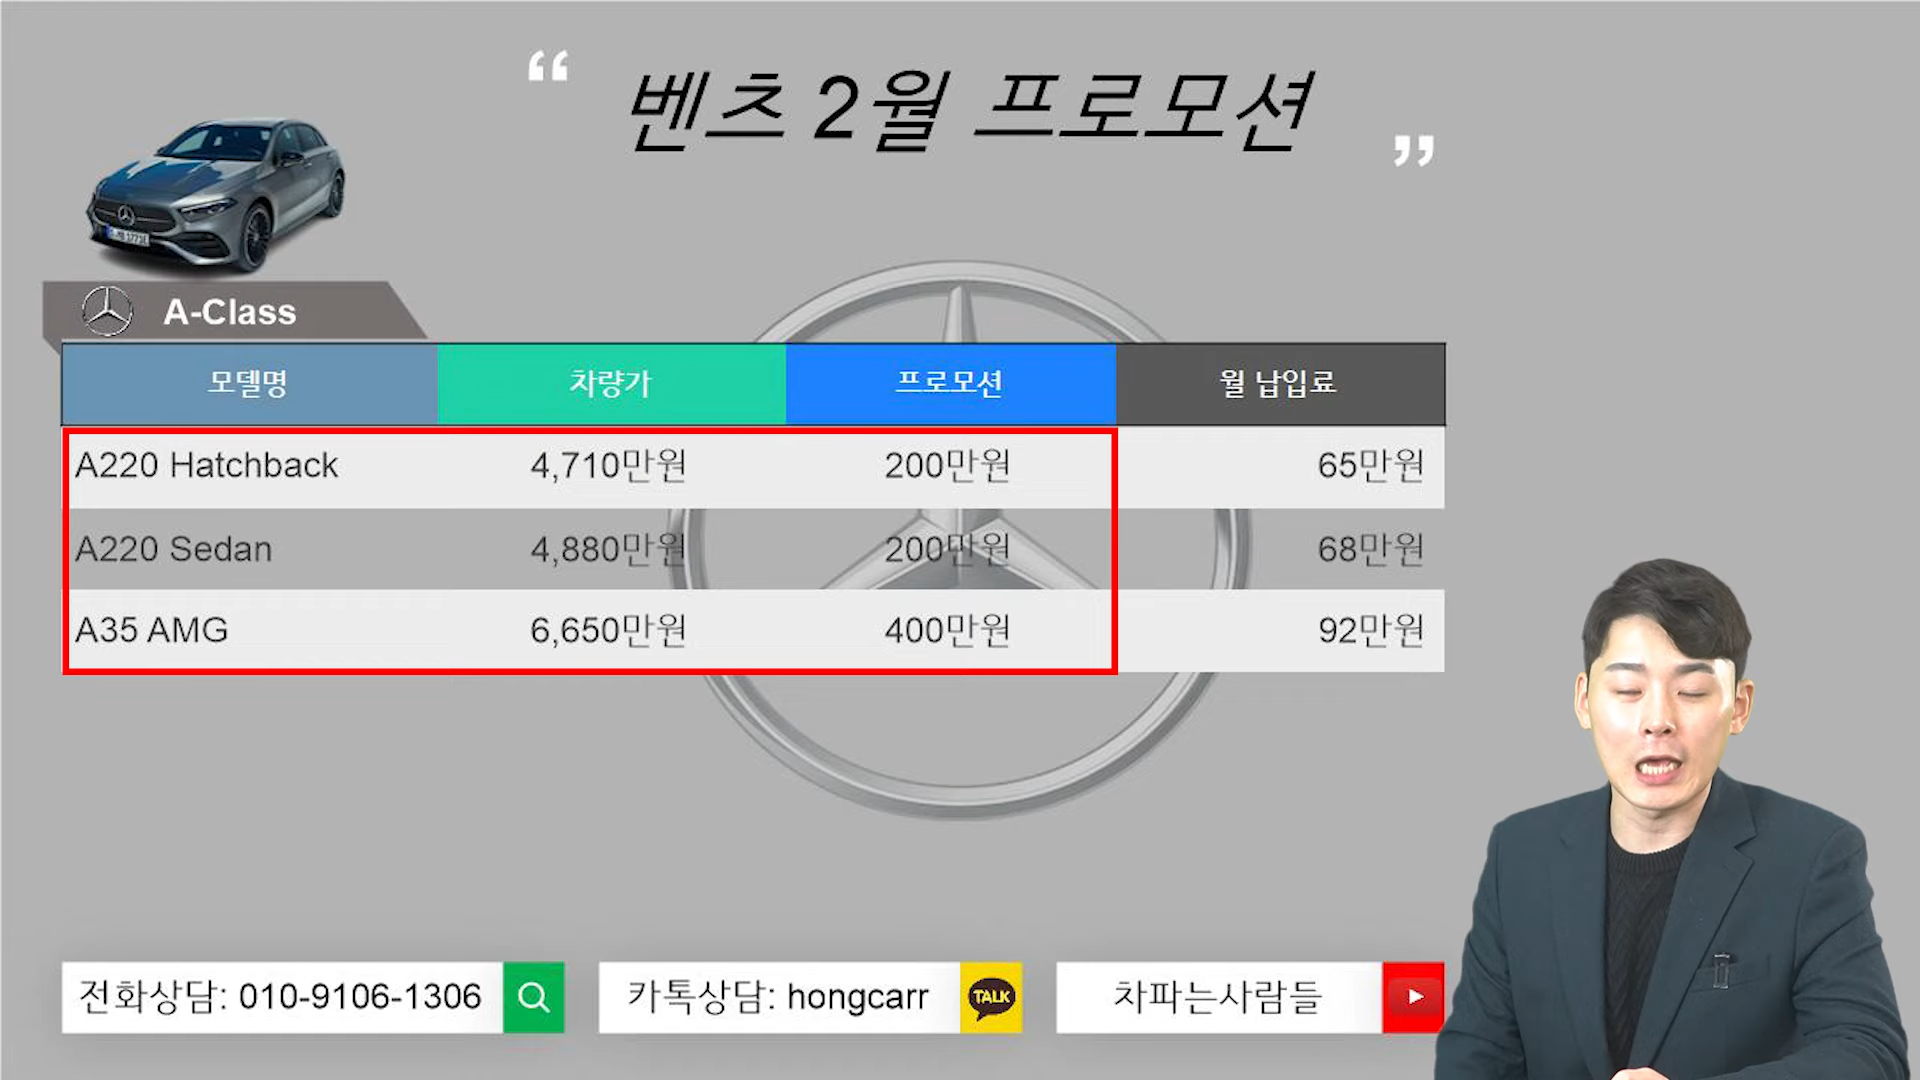 “ 벤츠 2월 프로모션 ”
A-Class
모델명 차량가 프로모션 월 납입료
A220 Hatchback 4,710만원 200만원 65만원
A220 Sedan 4,880만원 200만원 68만원
A35 AMG 6,650만원 400만원 92만원
전화상담: 010-9106-1306
카톡상담: hongcarr TALK
차파는사람들